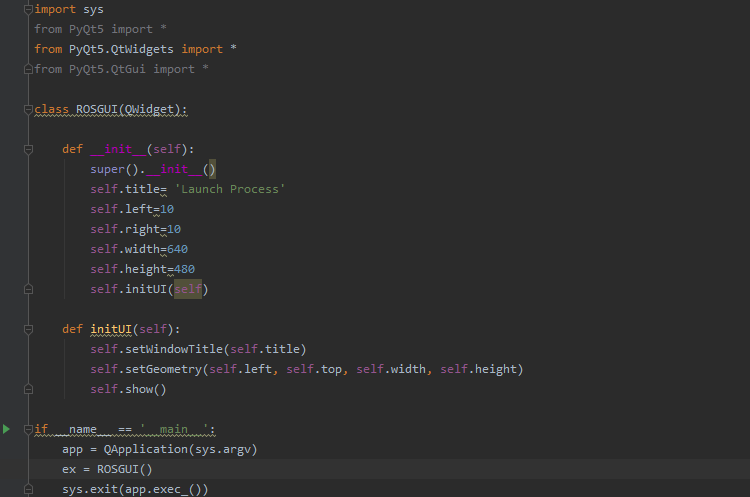 import sys
from PyQt5 import *
from PyQt5.QtWidgets import *
from PyQt5.QtGui import *
class ROSGUI(QWidget):
def __init__(self):
super().__init__()
self.title= 'Launch Process'
self.left=10
self.right=10
self.width=640
self.height=480
self.initUI(self)
def initUI(self):
self.setWindowTitle(self.title)
self.setGeometry(self.left, self.top, self.width, self.height)
self.show()
if __name__ == '__main__':
app = QApplication(sys.argv)
ex = ROSGUI()
sys.exit(app.exec_())